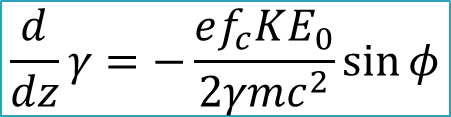 d/dz γ = − (e f_c K E_0)/(2γmc^2) sin ϕ